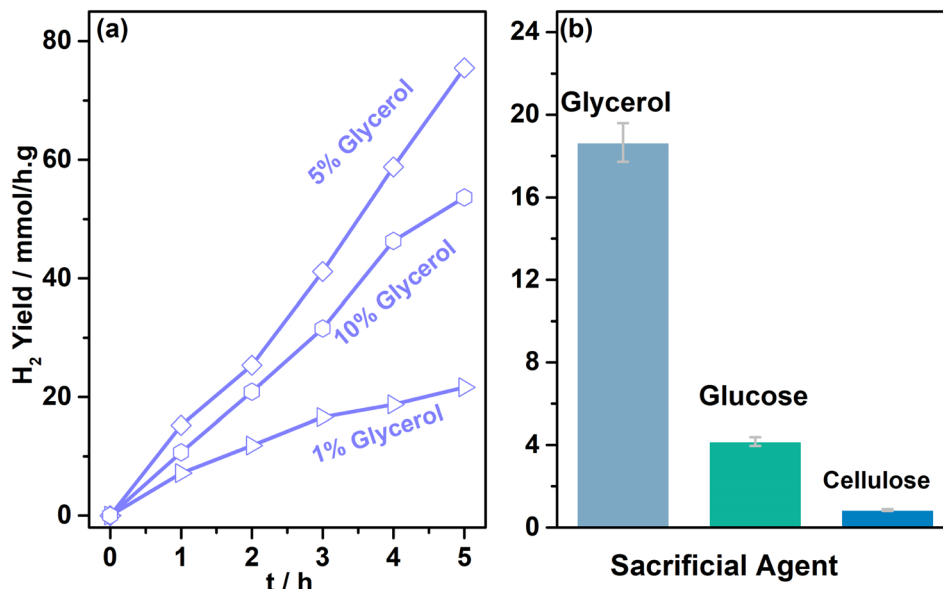 (a)
H₂ Yield / mmol/h.g
80
60
40
20
0
5% Glycerol
10% Glycerol
1% Glycerol
0 1 2 3 4 5
t / h
(b)
24
20
16
12
8
4
0
Glycerol
Glucose
Cellulose
Sacrificial Agent